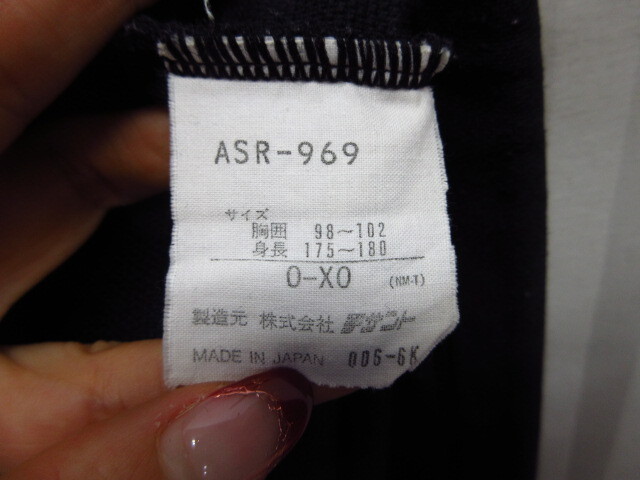 ASR-969
サイズ
胸囲 98〜102
身長 175〜180
O-XO (NM-T)
製造元 株式会社 デサント
MADE IN JAPAN 006-6K